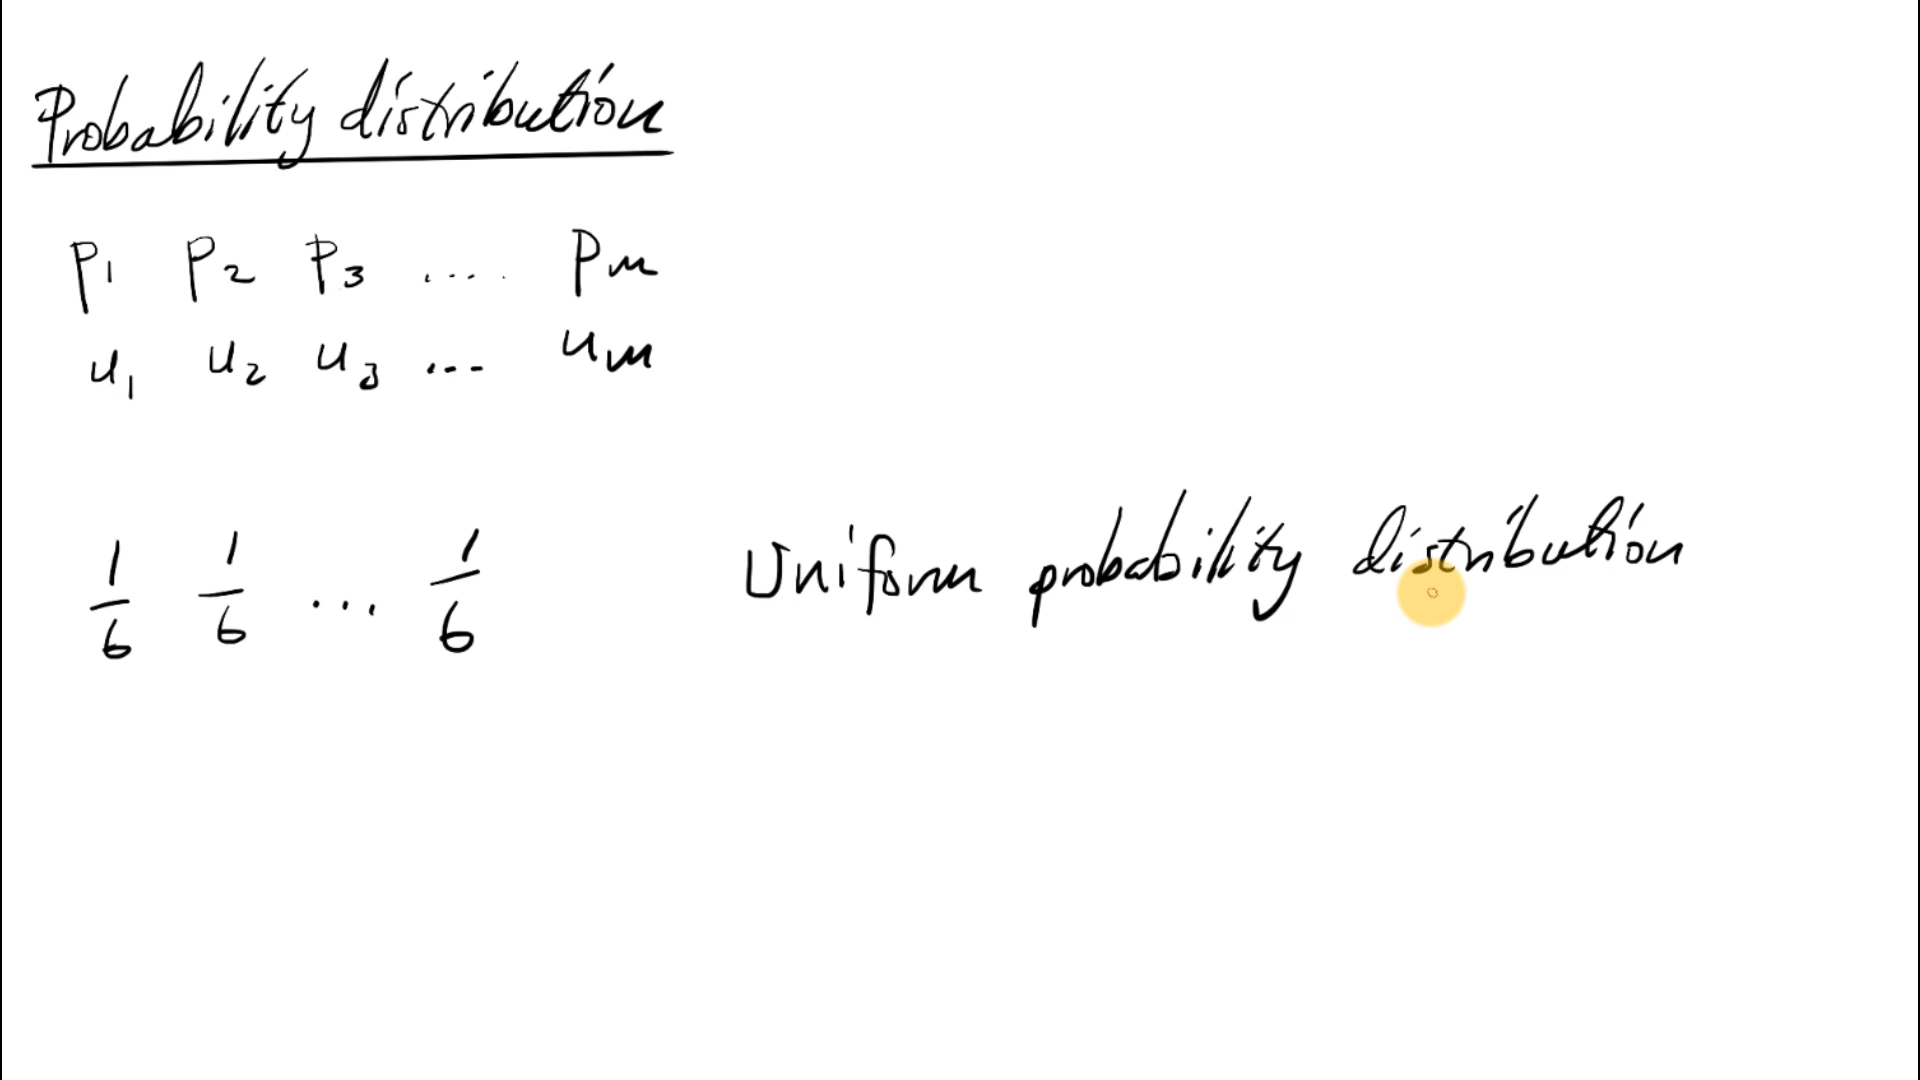 Probability distribution
p1 p2 p3 .... pm
u1 u2 u3 ... um
1/6 1/6 ... 1/6 Uniform probability distribution